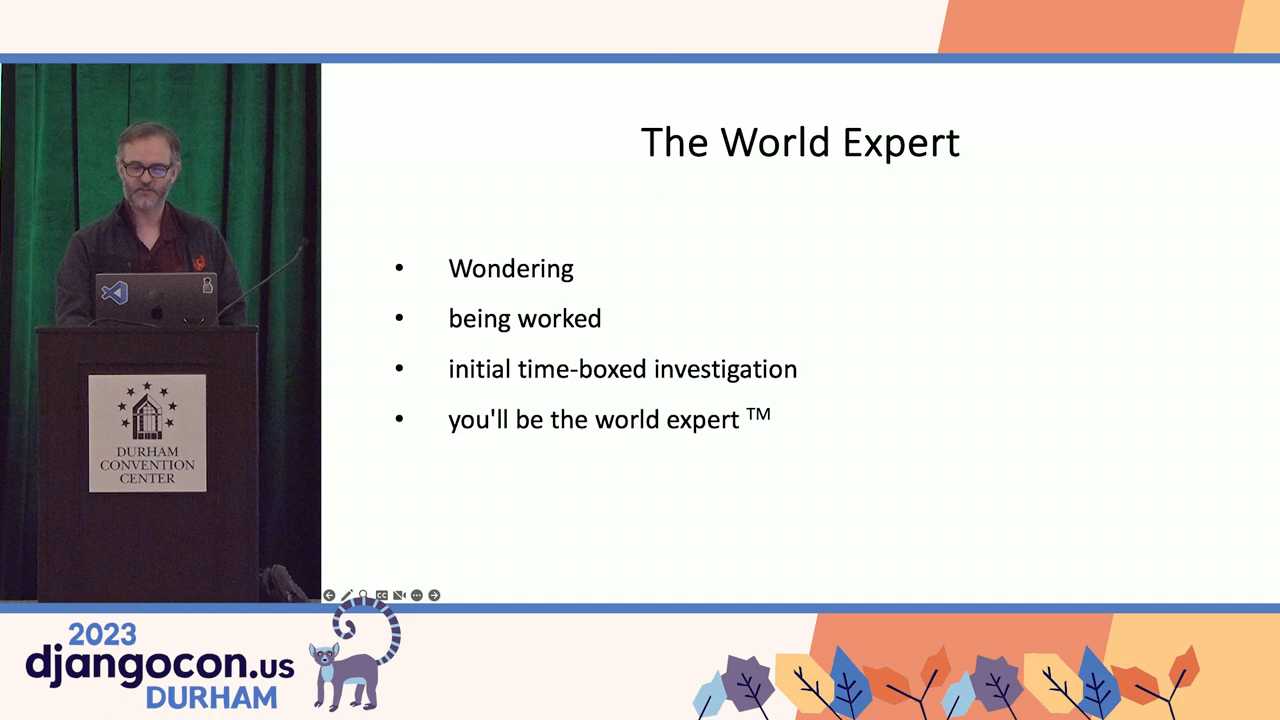 The World Expert
• Wondering
• being worked
• initial time-boxed investigation
• you'll be the world expert ™
DURHAM
CONVENTION
CENTER
CC
2023
djangocon.us
DURHAM